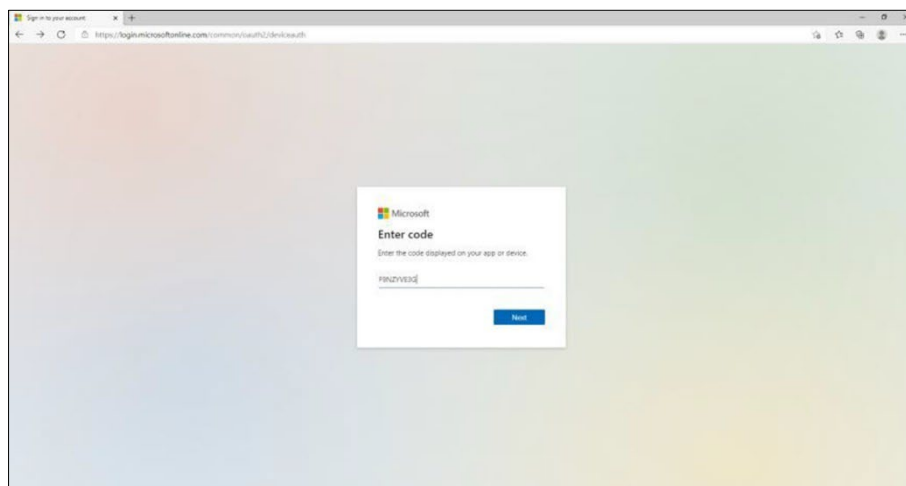 Sign in to your account
https://login.microsoftonline.com/common/oauth2/deviceauth
Microsoft
Enter code
Enter the code displayed on your app or device.
Next